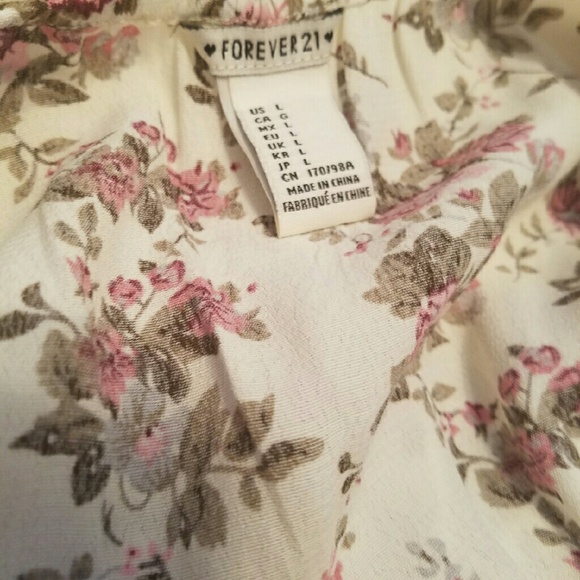 ♥ FOREVER 21 ♥
US L
CA G
MX L
EU L
UK L
KR L
JP L
CN 170/98A
MADE IN CHINA
FABRIQUÉ EN CHINE